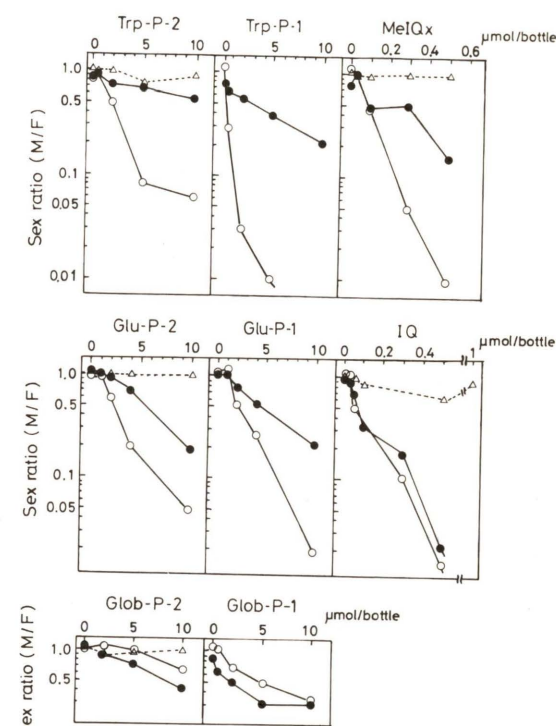 Trp-P-2 Trp-P-1 MeIQx
0 5 10 0 5 10 0 0,2 0,4 0,6 μmol/bottle
1.0
0.5
0.1
0.05
0,01
Sex ratio (M/F)
Glu-P-2 Glu-P-1 IQ
0 5 10 0 5 10 0 0,2 0,4 1 μmol/bottle
1.0
0.5
0.1
0.05
Sex ratio (M/F)
Glob-P-2 Glob-P-1
0 5 10 0 5 10 μmol/bottle
1.0
0.5
ex ratio (M/F)